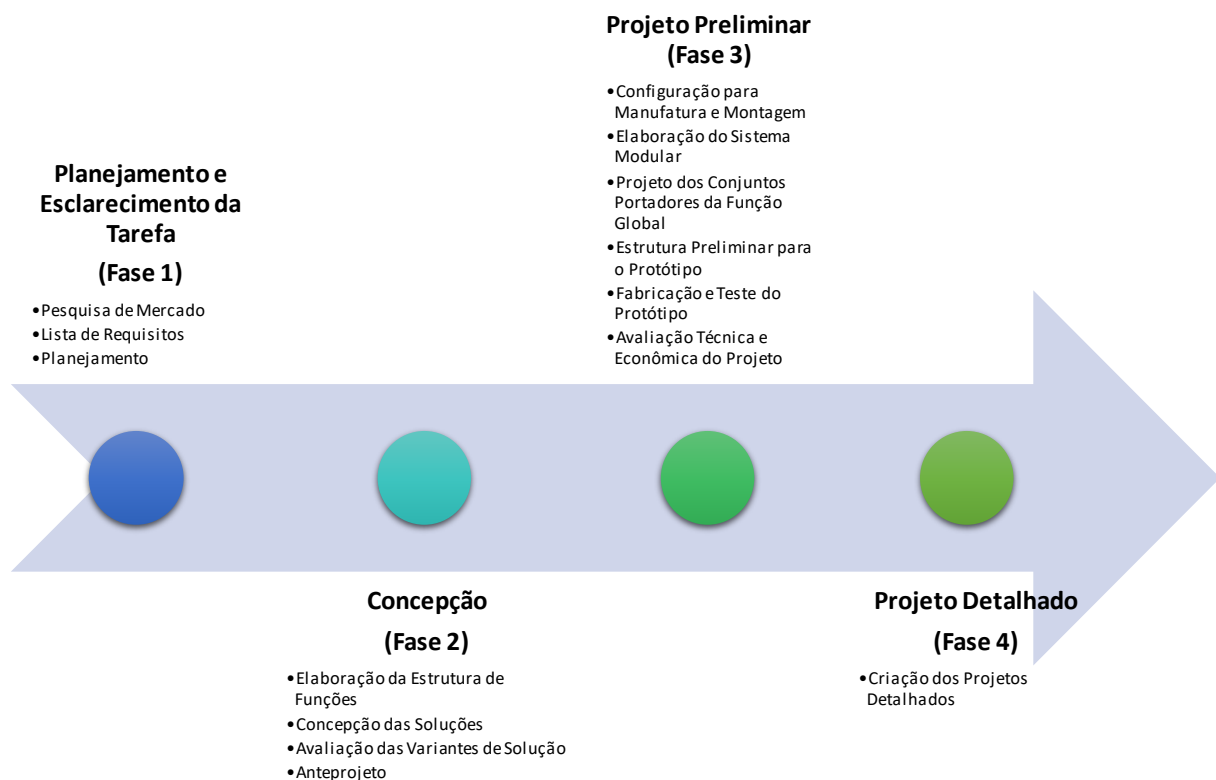 Planejamento e
Esclarecimento da
Tarefa
(Fase 1)
•Pesquisa de Mercado
•Lista de Requisitos
•Planejamento
Concepção
(Fase 2)
•Elaboração da Estrutura de
Funções
•Concepção das Soluções
•Avaliação das Variantes de Solução
•Anteprojeto
Projeto Preliminar
(Fase 3)
•Configuração para
Manufatura e Montagem
•Elaboração do Sistema
Modular
•Projeto dos Conjuntos
Portadores da Função
Global
•Estrutura Preliminar para
o Protótipo
•Fabricação e Teste do
Protótipo
•Avaliação Técnica e
Econômica do Projeto
Projeto Detalhado
(Fase 4)
•Criação dos Projetos
Detalhados